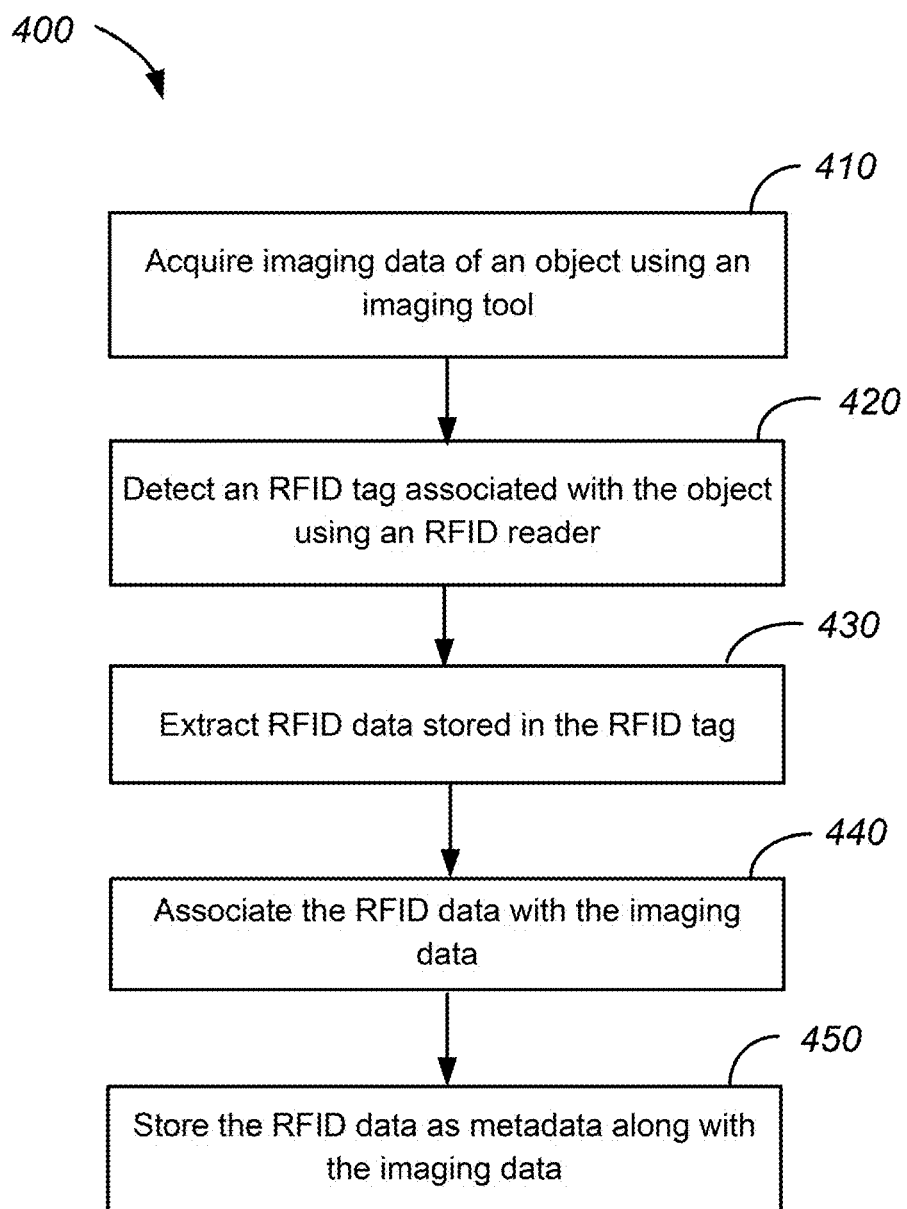 400
410
Acquire imaging data of an object using an
imaging tool
420
Detect an RFID tag associated with the object
using an RFID reader
430
Extract RFID data stored in the RFID tag
440
Associate the RFID data with the imaging
data
450
Store the RFID data as metadata along with
the imaging data